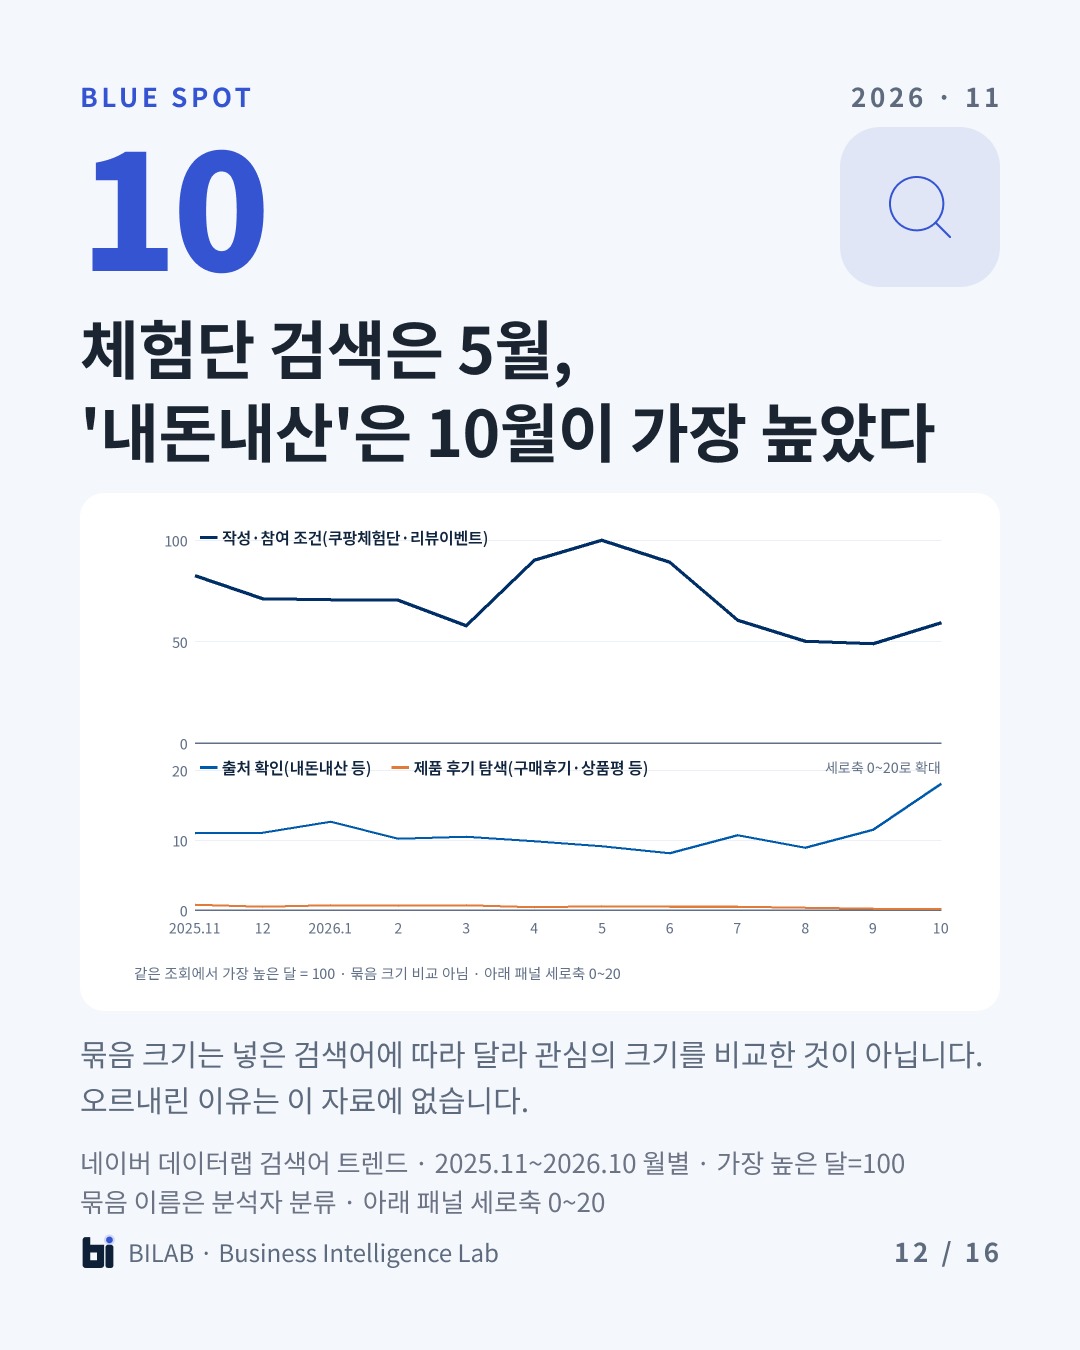 BLUE SPOT
2026 · 11
10
체험단 검색은 5월,
'내돈내산'은 10월이 가장 높았다
100
작성·참여 조건(쿠팡체험단·리뷰이벤트)
50
0
20
출처 확인(내돈내산 등)
제품 후기 탐색(구매후기·상품평 등)
세로축 0~20로 확대
10
0
2025.11 12 2026.1 2 3 4 5 6 7 8 9 10
같은 조회에서 가장 높은 달 = 100 · 묶음 크기 비교 아님 · 아래 패널 세로축 0~20
묶음 크기는 넣은 검색어에 따라 달라 관심의 크기를 비교한 것이 아닙니다.
오르내린 이유는 이 자료에 없습니다.
네이버 데이터랩 검색어 트렌드 · 2025.11~2026.10 월별 · 가장 높은 달=100
묶음 이름은 분석자 분류 · 아래 패널 세로축 0~20
bi BILAB · Business Intelligence Lab
12 / 16